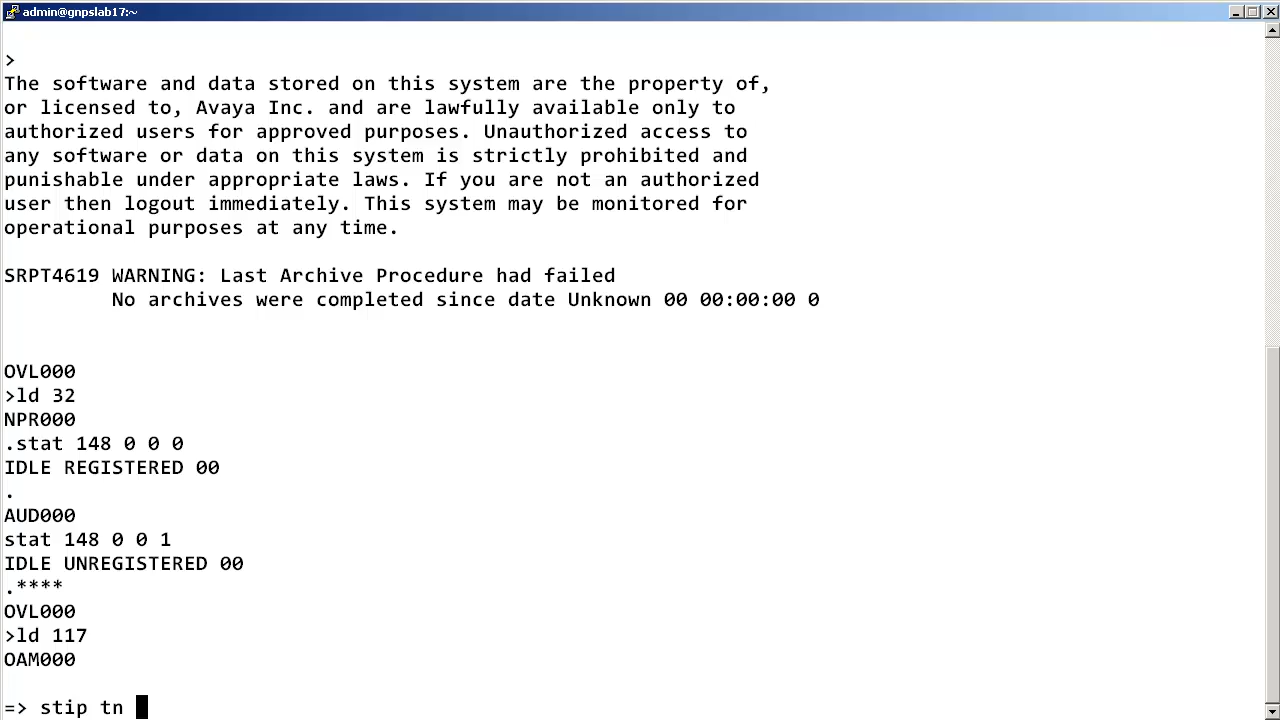 admin@gnpslab17:~
>
The software and data stored on this system are the property of,
or licensed to, Avaya Inc. and are lawfully available only to
authorized users for approved purposes. Unauthorized access to
any software or data on this system is strictly prohibited and
punishable under appropriate laws. If you are not an authorized
user then logout immediately. This system may be monitored for
operational purposes at any time.
SRPT4619 WARNING: Last Archive Procedure had failed
No archives were completed since date Unknown 00 00:00:00 0
OVL000
>ld 32
NPR000
.stat 148 0 0 0
IDLE REGISTERED 00
.
AUD000
stat 148 0 0 1
IDLE UNREGISTERED 00
.****
OVL000
>ld 117
OAM000
=> stip tn